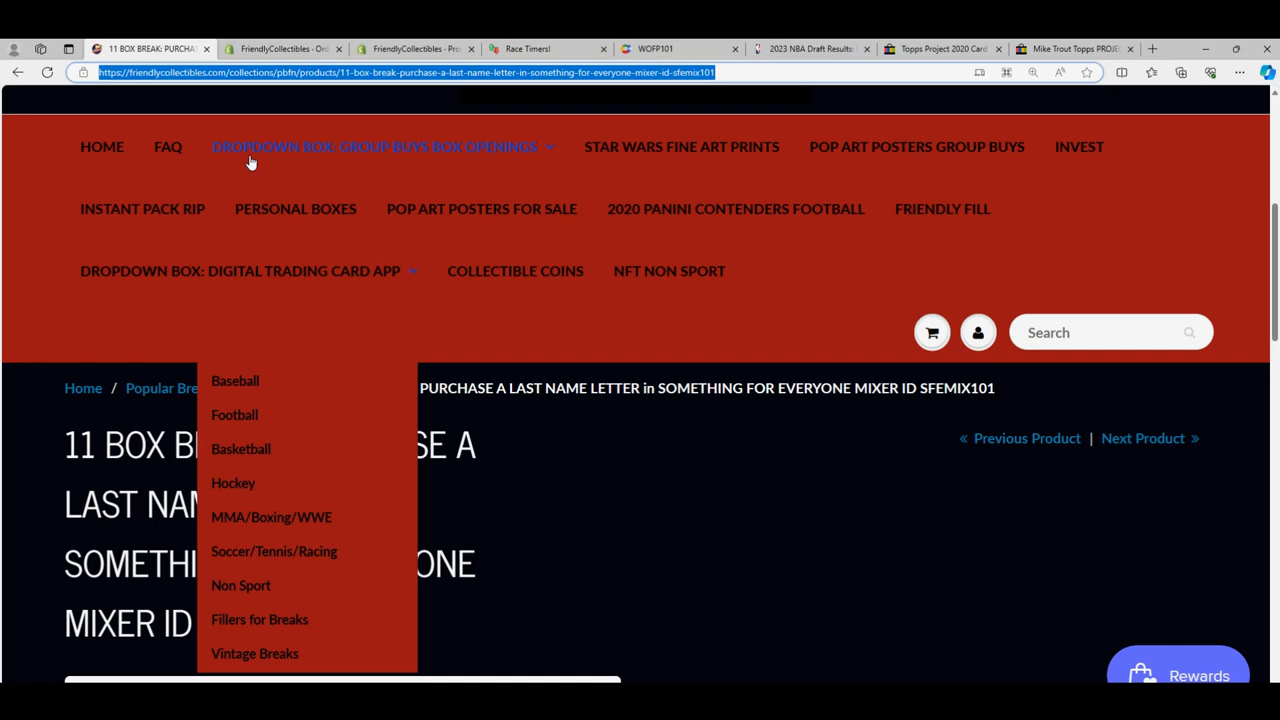 11 BOX BREAK: PURCHA
FriendlyCollectibles · Ord
FriendlyCollectibles · Pro
Race Timers!
WOFP101
2023 NBA Draft Results:
Topps Project 2020 Card
Mike Trout Topps PROJE
https://friendlycollectibles.com/collections/pbfn/products/11-box-break-purchase-a-last-name-letter-in-something-for-everyone-mixer-id-sfemix101
HOME FAQ DROPDOWN BOX: GROUP BUYS BOX OPENINGS STAR WARS FINE ART PRINTS POP ART POSTERS GROUP BUYS INVEST
INSTANT PACK RIP PERSONAL BOXES POP ART POSTERS FOR SALE 2020 PANINI CONTENDERS FOOTBALL FRIENDLY FILL
DROPDOWN BOX: DIGITAL TRADING CARD APP COLLECTIBLE COINS NFT NON SPORT
Search
Home / Popular Bre PURCHASE A LAST NAME LETTER in SOMETHING FOR EVERYONE MIXER ID SFEMIX101
« Previous Product | Next Product »
Baseball
Football
Basketball
Hockey
MMA/Boxing/WWE
Soccer/Tennis/Racing
Non Sport
Fillers for Breaks
Vintage Breaks
11 BOX B SE A
LAST NA
SOMETHI ONE
MIXER ID
Rewards